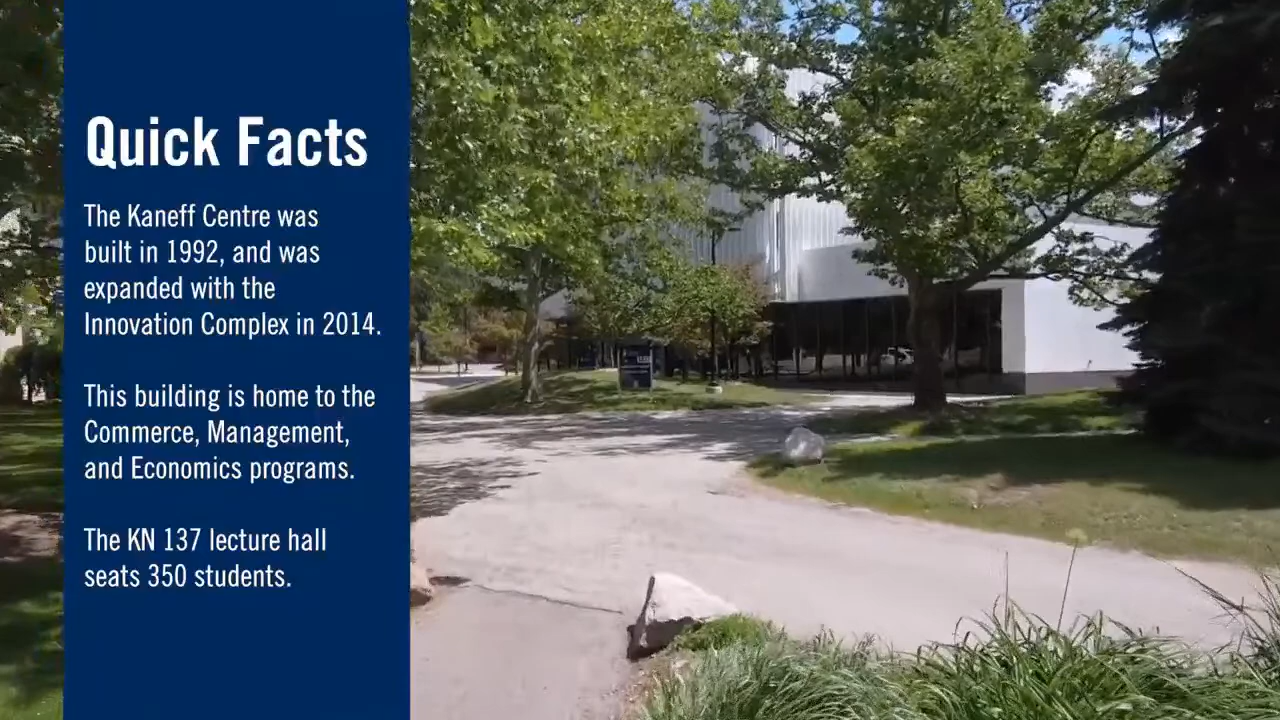 Quick Facts
The Kaneff Centre was
built in 1992, and was
expanded with the
Innovation Complex in 2014.
This building is home to the
Commerce, Management,
and Economics programs.
The KN 137 lecture hall
seats 350 students.